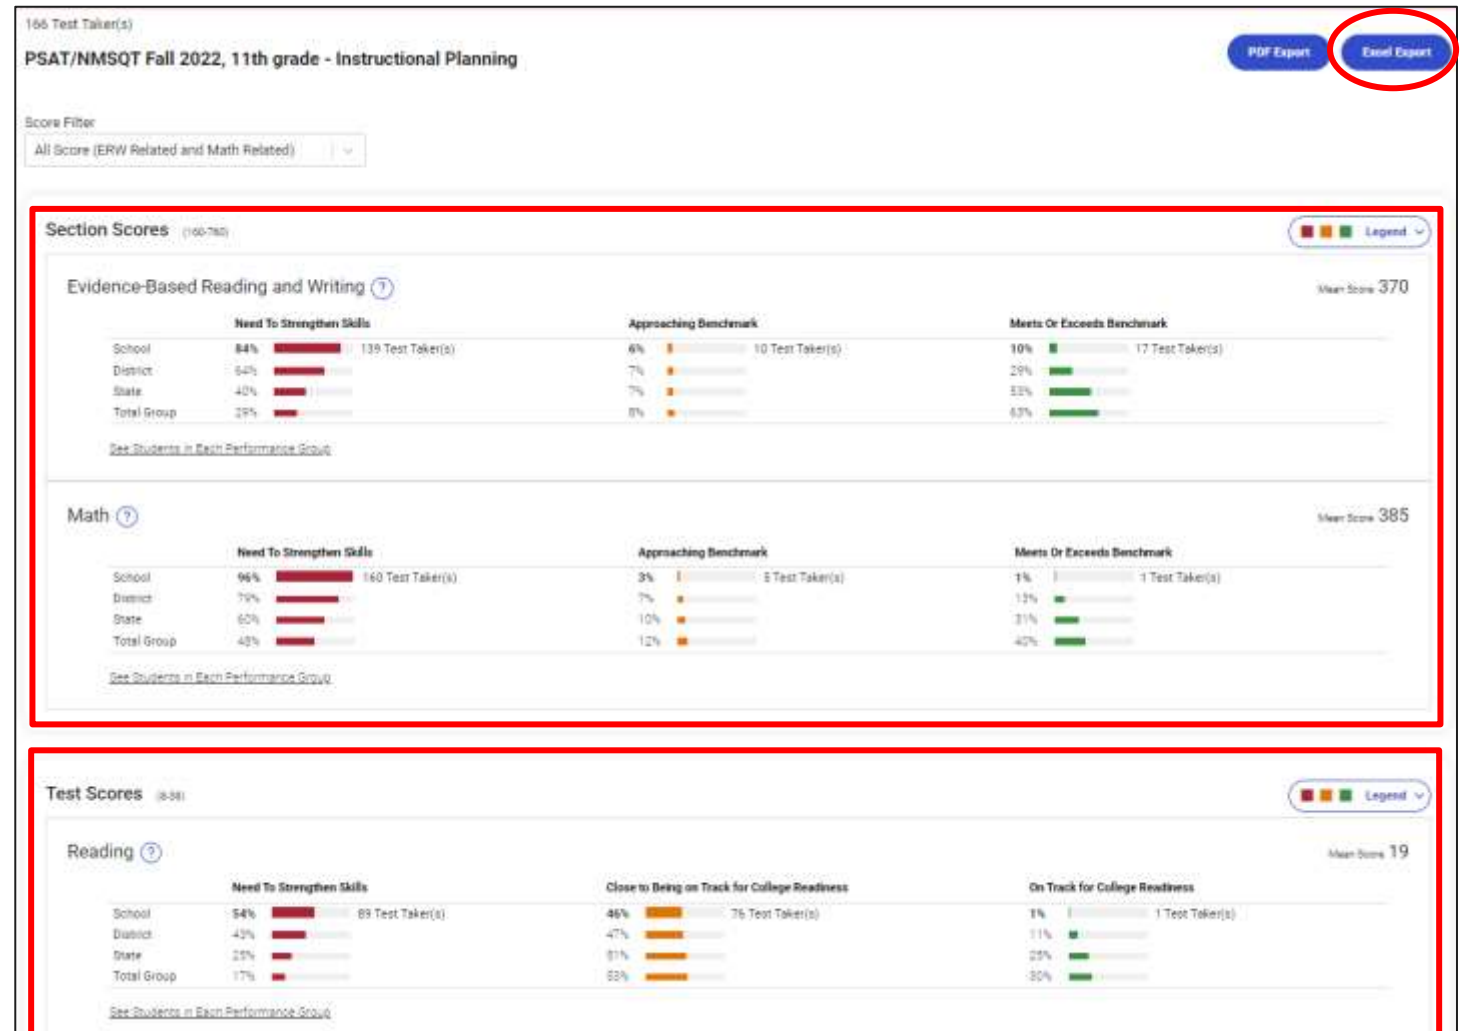 166 Test Taker(s)
PSAT/NMSQT Fall 2022, 11th grade - Instructional Planning
PDF Export
Excel Export
Score Filter
All Score (ERW Related and Math Related)
Section Scores (160-760)
Legend
Evidence-Based Reading and Writing ?
Mean Score 370
Need To Strengthen Skills Approaching Benchmark Meets Or Exceeds Benchmark
School 84% 139 Test Taker(s) 6% 10 Test Taker(s) 10% 17 Test Taker(s)
District 64% 7% 29%
State 40% 7% 53%
Total Group 29% 8% 63%
See Students in Each Performance Group
Math ?
Mean Score 385
Need To Strengthen Skills Approaching Benchmark Meets Or Exceeds Benchmark
School 96% 160 Test Taker(s) 3% 5 Test Taker(s) 1% 1 Test Taker(s)
District 79% 7% 13%
State 60% 10% 31%
Total Group 48% 12% 40%
See Students in Each Performance Group
Test Scores (8-38)
Legend
Reading ?
Mean Score 19
Need To Strengthen Skills Close to Being on Track for College Readiness On Track for College Readiness
School 54% 89 Test Taker(s) 46% 76 Test Taker(s) 1% 1 Test Taker(s)
District 43% 47% 11%
State 25% 51% 25%
Total Group 17% 53% 30%
See Students in Each Performance Group